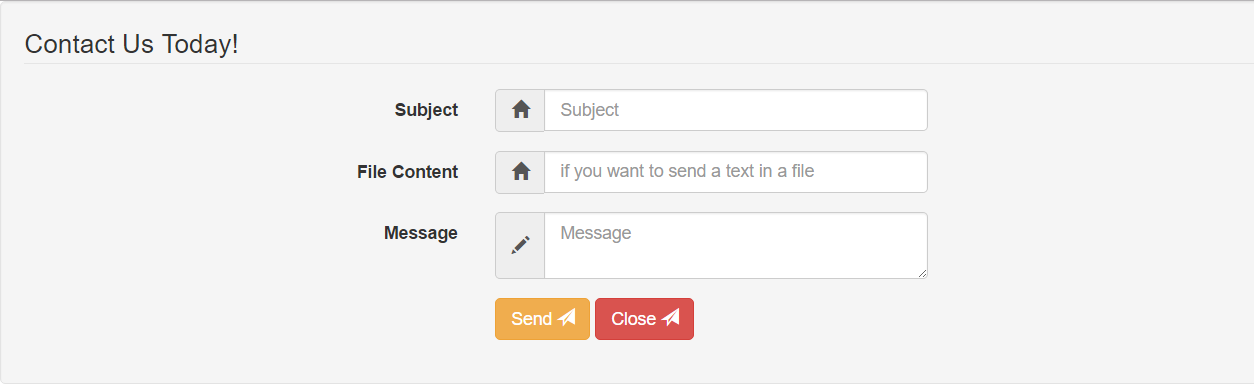 Contact Us Today!
Subject Subject
File Content if you want to send a text in a file
Message Message
Send Close